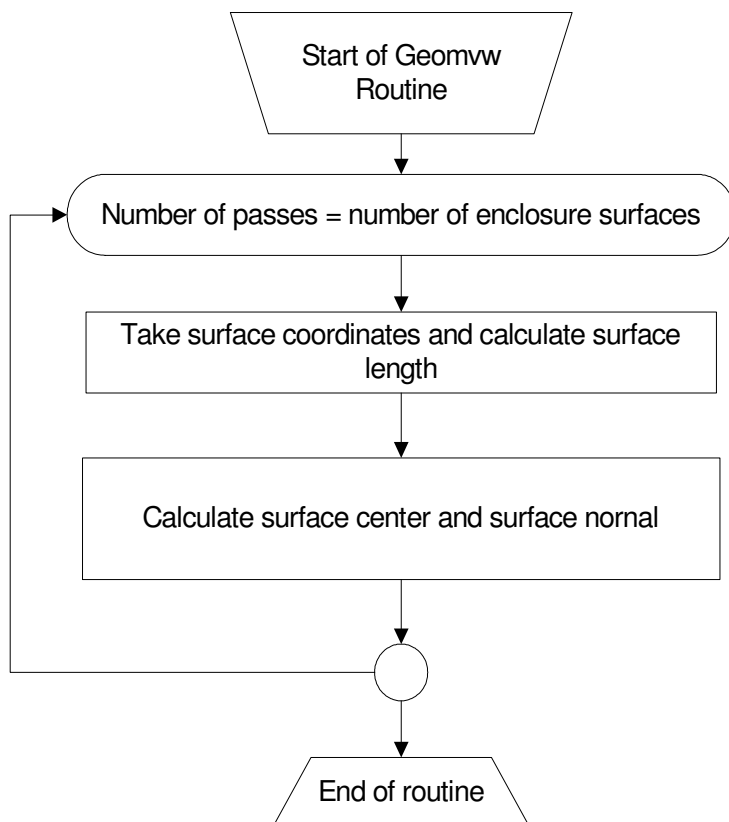 Start of Geomvw
Routine
Number of passes = number of enclosure surfaces
Take surface coordinates and calculate surface
length
Calculate surface center and surface nornal
End of routine